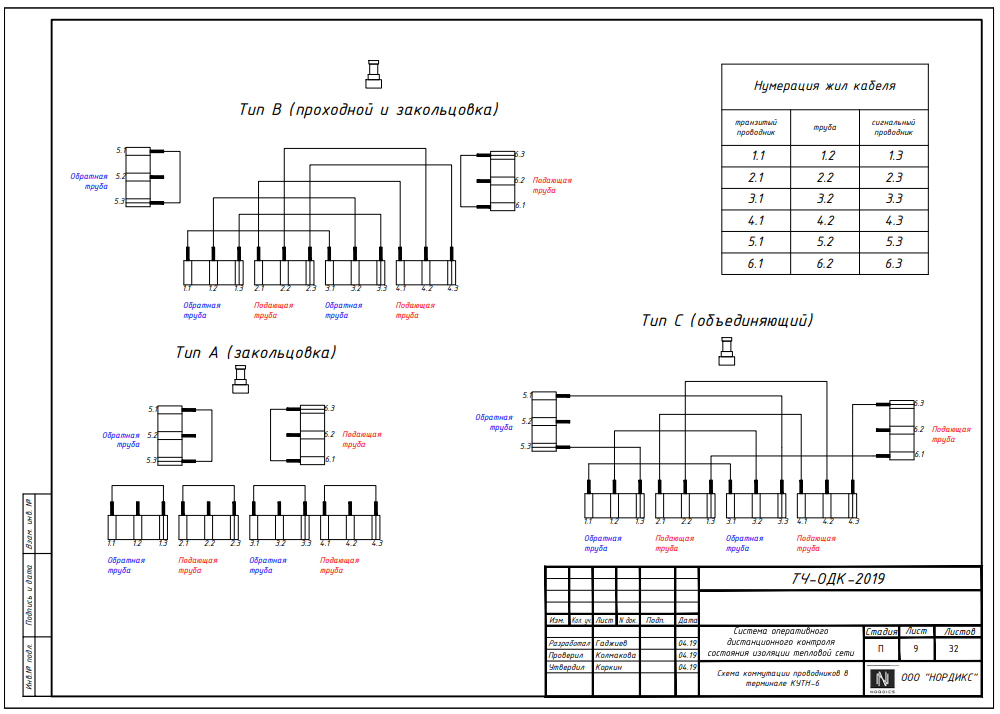 Тип В (проходной и закольцовка)
5.1
5.2
5.3
Обратная
труба
6.3
6.2
6.1
Подающая
труба
1.1 1.2 1.3 2.1 2.2 2.3 3.1 3.2 3.3 4.1 4.2 4.3
Обратная Подающая Обратная Подающая
труба труба труба труба
Нумерация жил кабеля
транзитый труба сигнальный
проводник проводник
1.1 1.2 1.3
2.1 2.2 2.3
3.1 3.2 3.3
4.1 4.2 4.3
5.1 5.2 5.3
6.1 6.2 6.3
Тип А (закольцовка)
5.1
5.2
5.3
Обратная
труба
6.3
6.2
6.1
Подающая
труба
1.1 1.2 1.3 2.1 2.2 2.3 3.1 3.2 3.3 4.1 4.2 4.3
Обратная Подающая Обратная Подающая
труба труба труба труба
Тип С (объединяющий)
5.1
5.2
5.3
Обратная
труба
6.3
6.2
6.1
Подающая
труба
1.1 1.2 1.3 2.1 2.2 1.3 3.1 3.2 3.3 4.1 4.2 4.3
Обратная Подающая Обратная Подающая
труба труба труба труба
Взам. инв. №
Подпись и дата
Инв.№ подл.
ТЧ-ОДК-2019
Изм. Кол. уч. Лист N док. Подп. Дата
Разработал Гаджиев 04.19
Проверил Колмакова 04.19
Утвердил Каркин 04.19
Система оперативного
дистанционного контроля
состояния изоляции тепловой сети
Стадия Лист Листов
П 9 32
Схема коммутации проводников в
терминале КУТН-6
NORDICS
ООО "НОРДИКС"